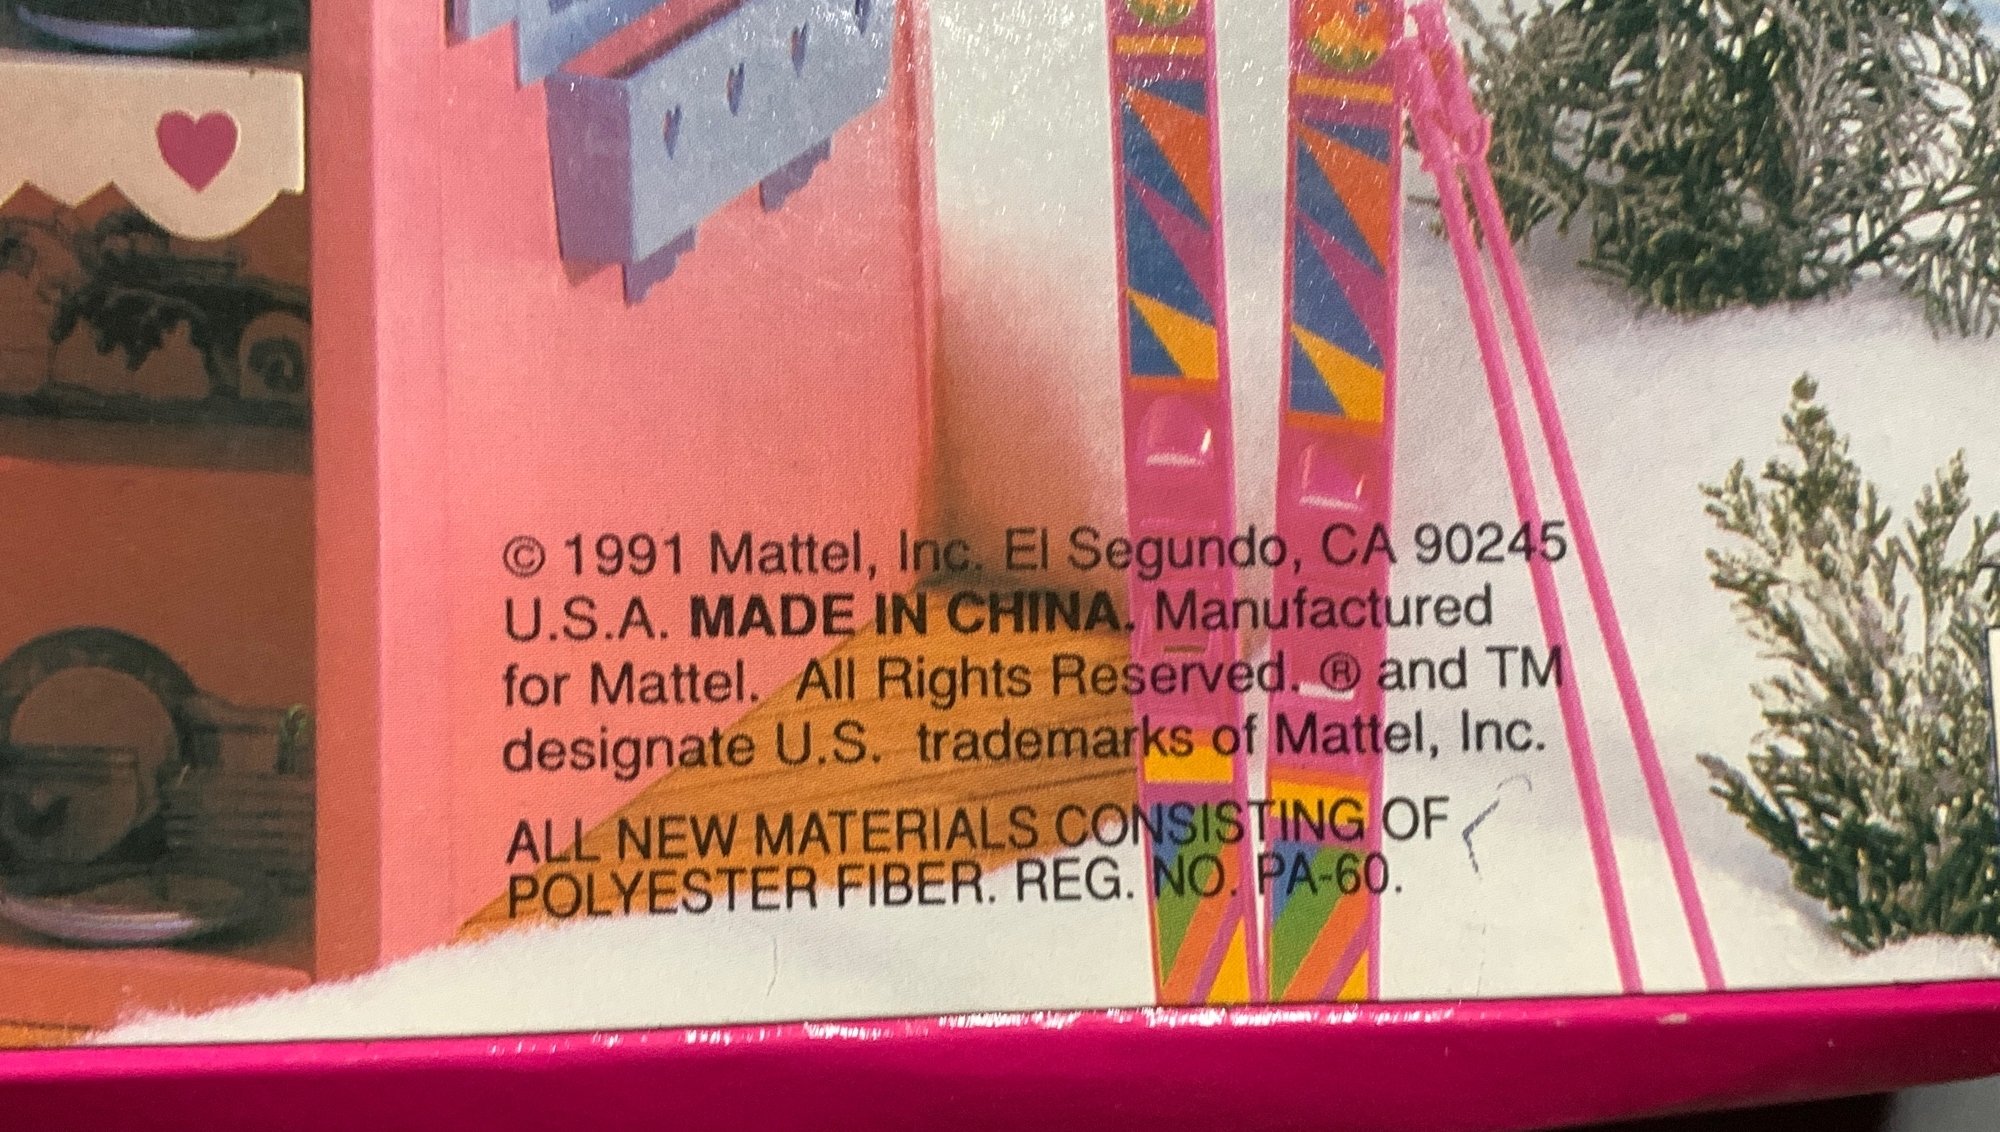 © 1991 Mattel, Inc. El Segundo, CA 90245
U.S.A. MADE IN CHINA. Manufactured
for Mattel. All Rights Reserved. ® and TM
designate U.S. trademarks of Mattel, Inc.
ALL NEW MATERIALS CONSISTING OF
POLYESTER FIBER. REG. NO. PA-60.